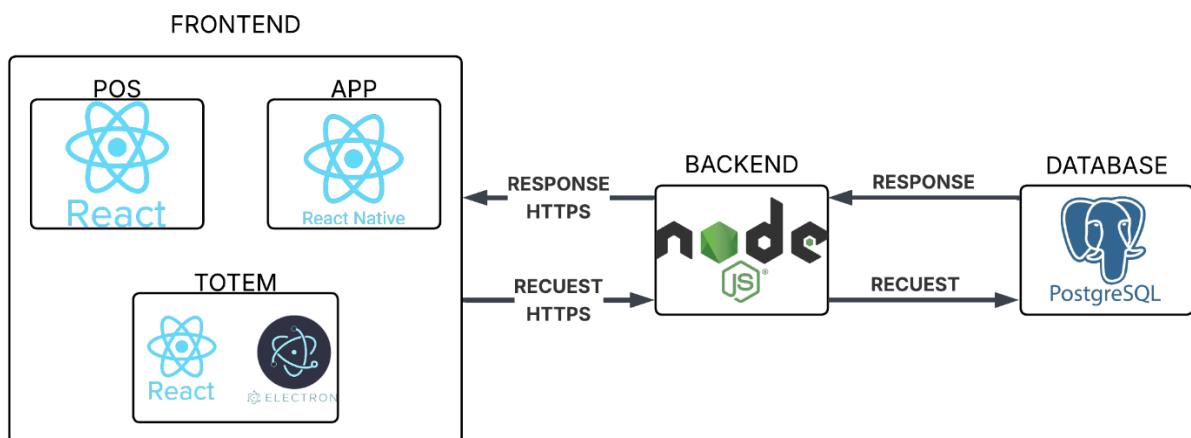 FRONTEND
POS
React
APP
React Native
TOTEM
React
ELECTRON
RESPONSE
HTTPS
RECUEST
HTTPS
BACKEND
node
JS®
RESPONSE
RECUEST
DATABASE
PostgreSQL